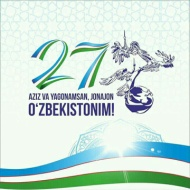 27
AZIZ VA YAGONAMSAN, JONAJON
O‘ZBEKISTONIM!